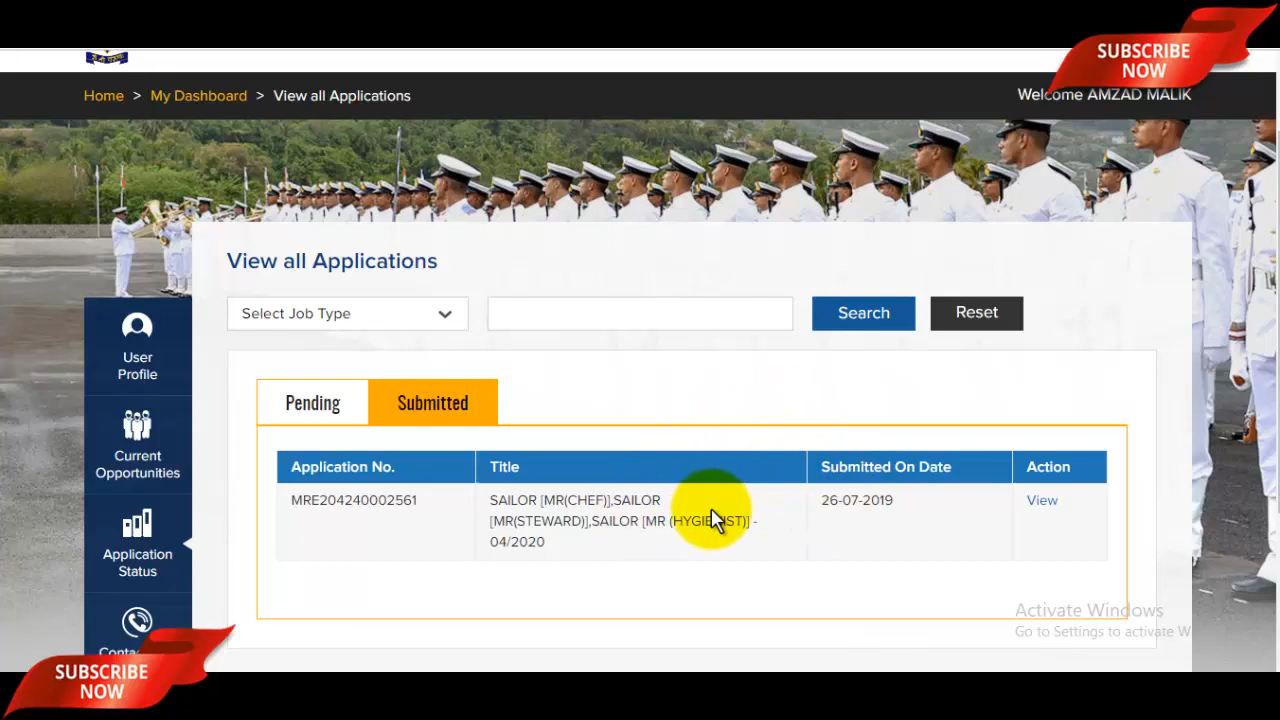 SUBSCRIBE
NOW
Home > My Dashboard > View all Applications
Welcome AMZAD MALIK
View all Applications
Select Job Type
Search
Reset
User
Profile
Current
Opportunities
Application
Status
Pending
Submitted
Application No.
Title
Submitted On Date
Action
MRE204240002561
SAILOR [MR(CHEF)],SAILOR
[MR(STEWARD)],SAILOR [MR (HYGIENIST)] -
04/2020
26-07-2019
View
Activate Windows
Go to Settings to activate W
SUBSCRIBE
NOW